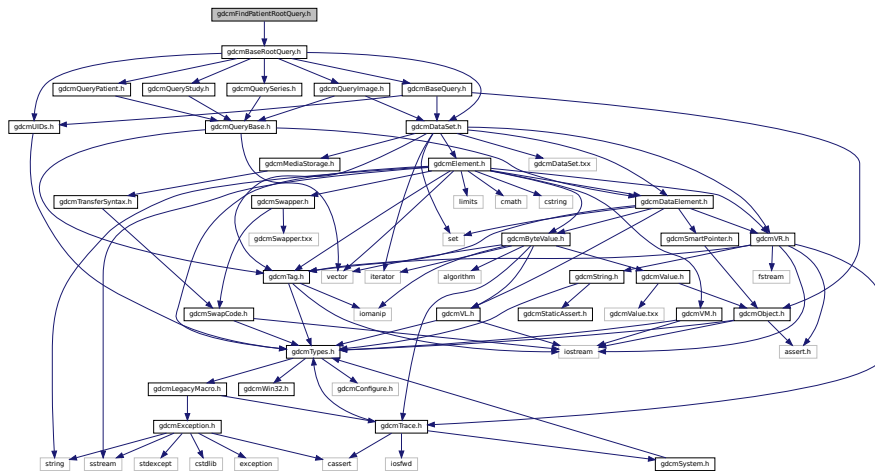 gdcmFindPatientRootQuery.h
gdcmBaseRootQuery.h
gdcmQueryPatient.h
gdcmQueryStudy.h
gdcmQuerySeries.h
gdcmQueryImage.h
gdcmBaseQuery.h
gdcmUIDs.h
gdcmQueryBase.h
gdcmDataSet.h
gdcmMediaStorage.h
gdcmElement.h
gdcmDataSet.txx
gdcmTransferSyntax.h
gdcmSwapper.h
limits
cmath
cstring
gdcmDataElement.h
gdcmSwapper.txx
set
gdcmByteValue.h
gdcmSmartPointer.h
gdcmVR.h
gdcmTag.h
vector
iterator
algorithm
gdcmString.h
gdcmValue.h
fstream
gdcmSwapCode.h
iomanip
gdcmVL.h
gdcmStaticAssert.h
gdcmValue.txx
gdcmVM.h
gdcmObject.h
gdcmTypes.h
iostream
assert.h
gdcmLegacyMacro.h
gdcmWin32.h
gdcmConfigure.h
gdcmException.h
gdcmTrace.h
string
sstream
stdexcept
cstdlib
exception
cassert
iosfwd
gdcmSystem.h